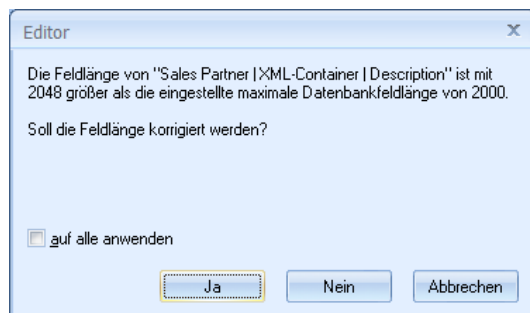 Editor
Die Feldlänge von "Sales Partner | XML-Container | Description" ist mit
2048 größer als die eingestellte maximale Datenbankfeldlänge von 2000.
Soll die Feldlänge korrigiert werden?
auf alle anwenden
Ja Nein Abbrechen